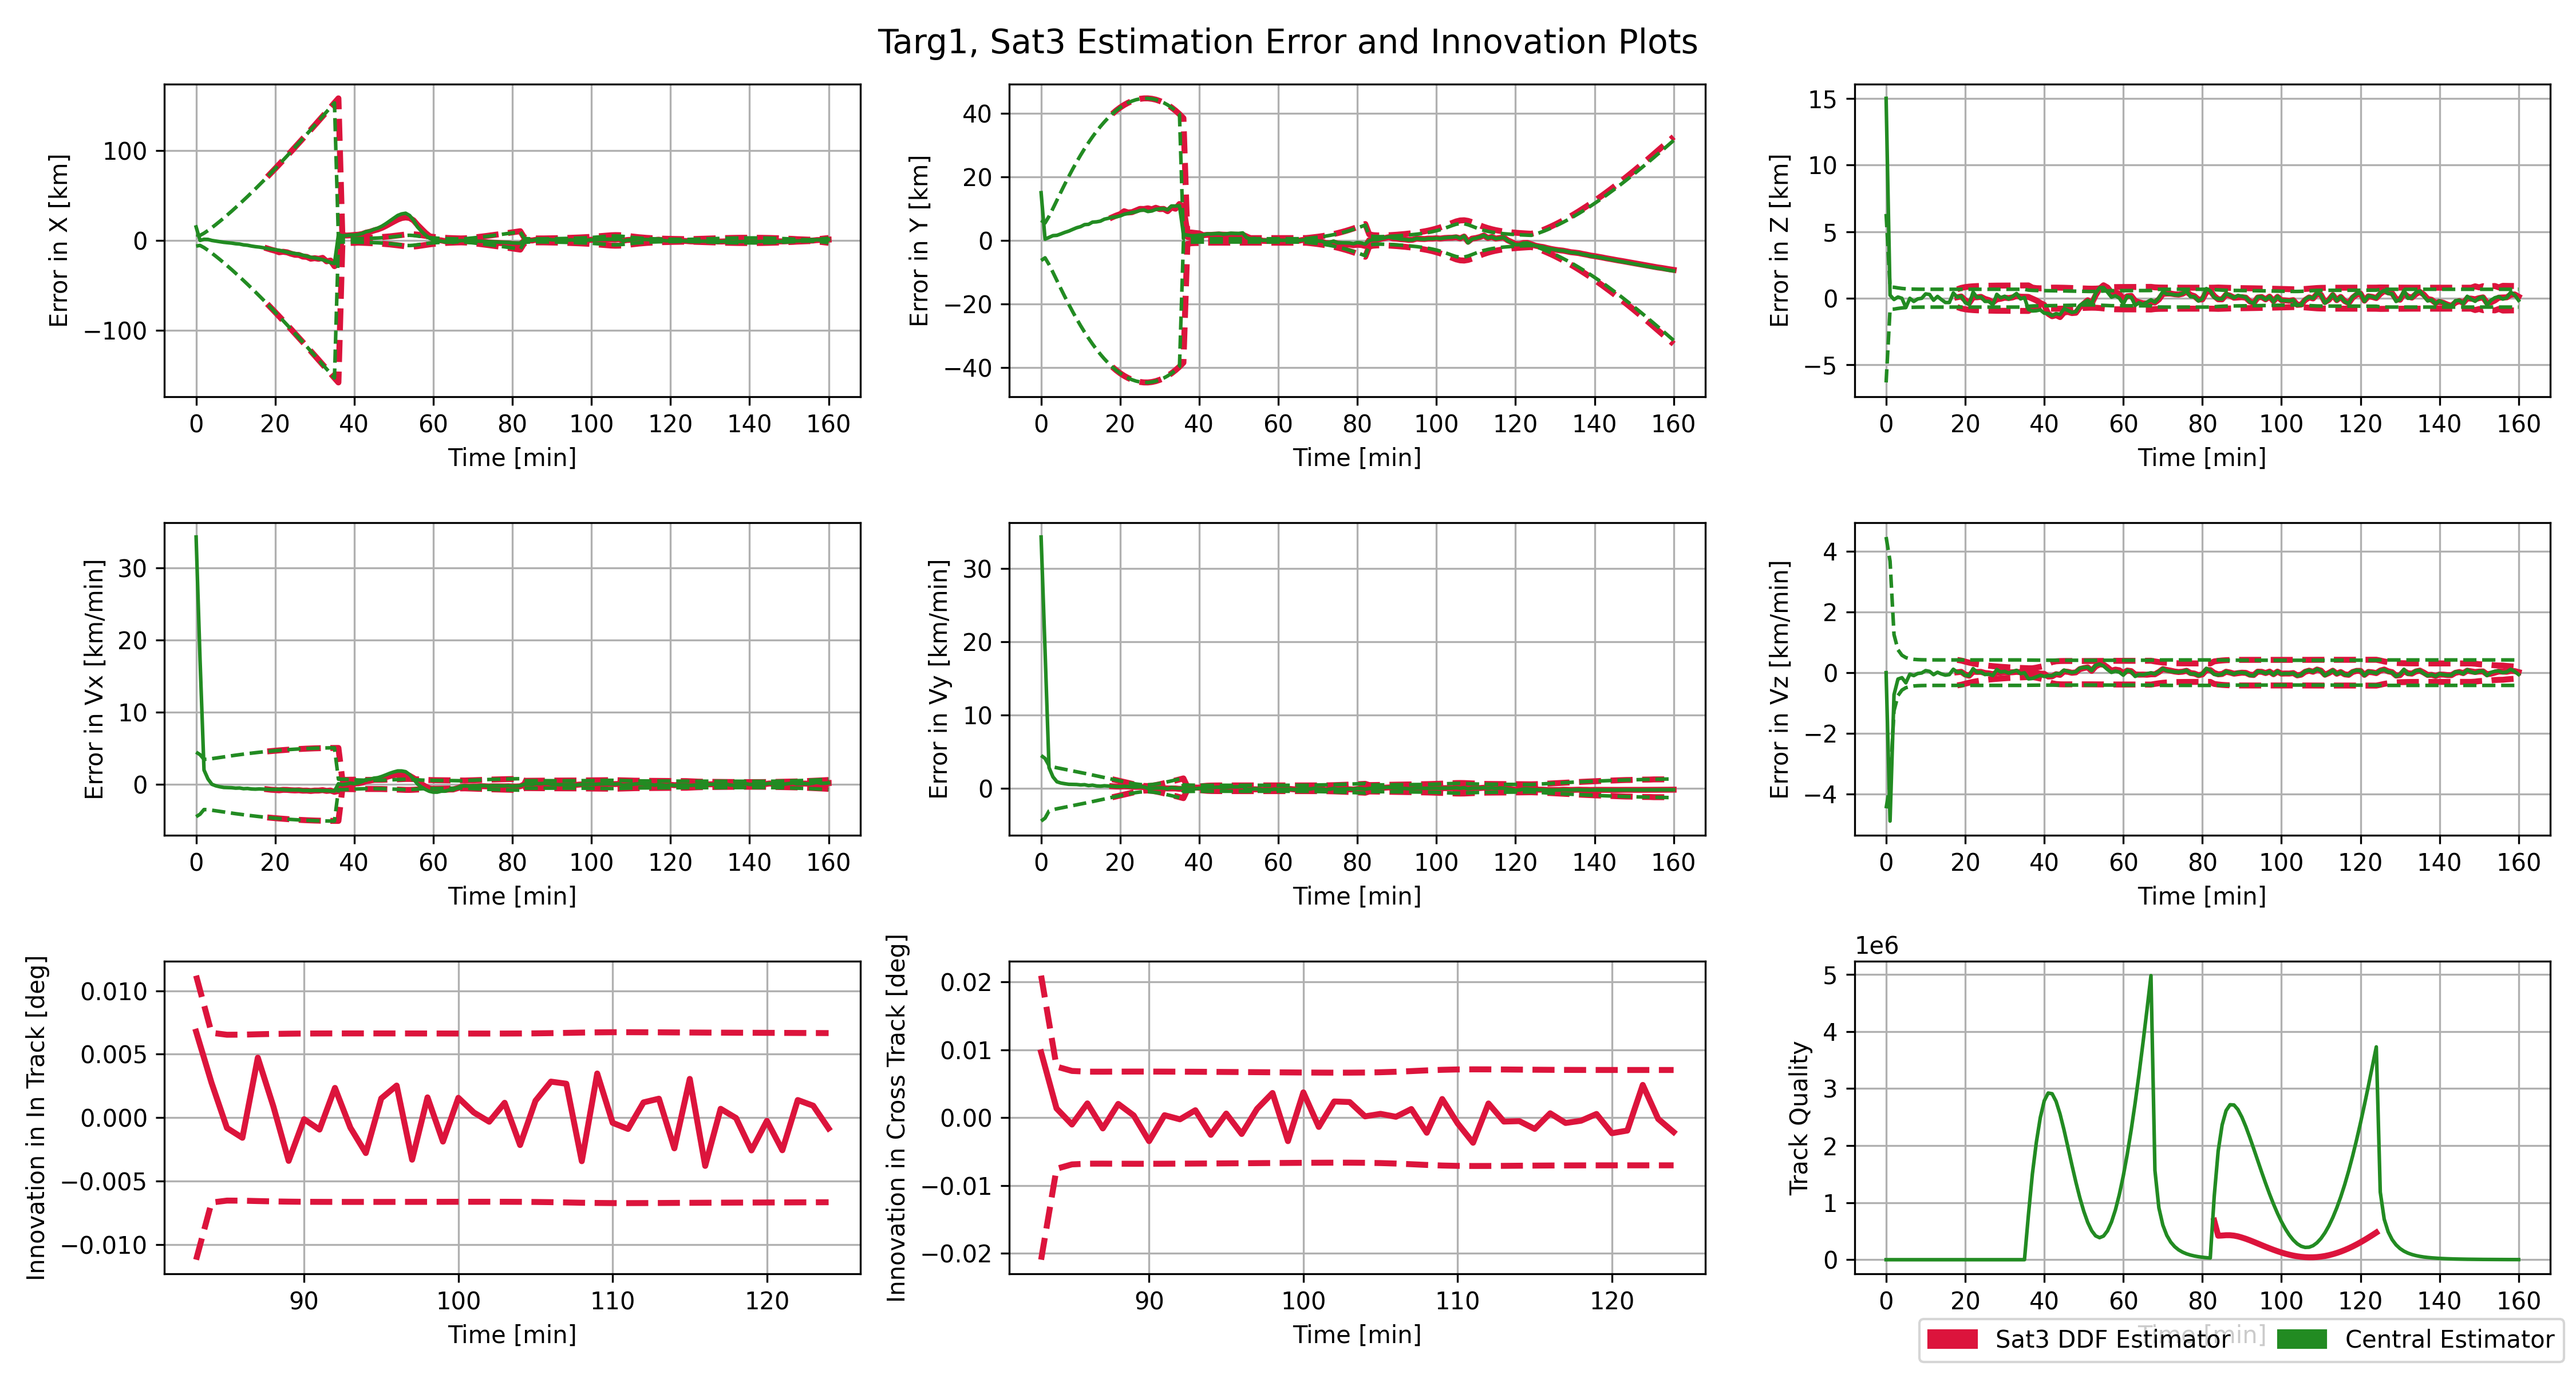 Targ1, Sat3 Estimation Error and Innovation Plots
Error in X [km]
100
0
−100
0 20 40 60 80 100 120 140 160
Time [min]
Error in Y [km]
40
20
0
−20
−40
0 20 40 60 80 100 120 140 160
Time [min]
Error in Z [km]
15
10
5
0
−5
0 20 40 60 80 100 120 140 160
Time [min]
Error in Vx [km/min]
30
20
10
0
0 20 40 60 80 100 120 140 160
Time [min]
Error in Vy [km/min]
30
20
10
0
0 20 40 60 80 100 120 140 160
Time [min]
Error in Vz [km/min]
4
2
0
−2
−4
0 20 40 60 80 100 120 140 160
Time [min]
Innovation in In Track [deg]
0.010
0.005
0.000
−0.005
−0.010
90 100 110 120
Time [min]
Innovation in Cross Track [deg]
0.02
0.01
0.00
−0.01
−0.02
90 100 110 120
Time [min]
1e6
Track Quality
5
4
3
2
1
0
0 20 40 60 80 100 120 140 160
Time [min]
Sat3 DDF Estimator
Central Estimator